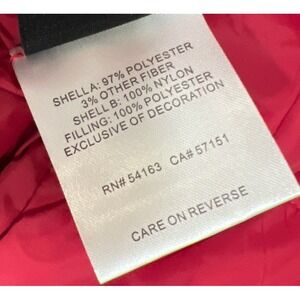 SHELLA: 97% POLYESTER
3% OTHER FIBER
SHELL B: 100% NYLON
FILLING: 100% POLYESTER
EXCLUSIVE OF DECORATION
RN# 54163 CA# 57151
CARE ON REVERSE